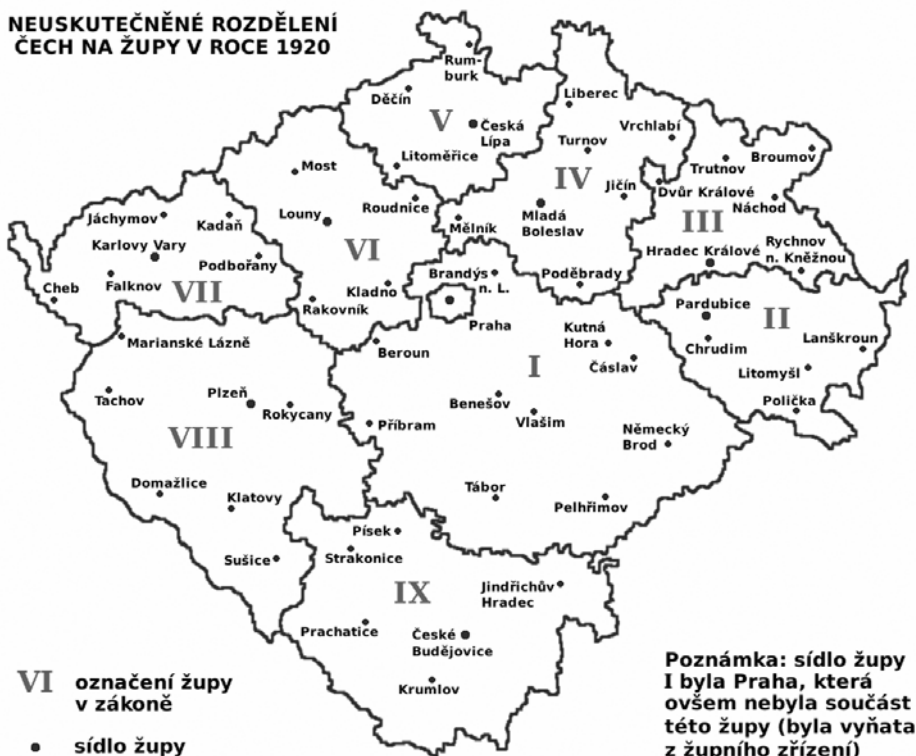 NEUSKUTEČNĚNÉ ROZDĚLENÍ
ČECH NA ŽUPY V ROCE 1920
Rum-
burk
Děčín
V
Česká
Lípa
Litoměřice
Liberec
Vrchlabí
Turnov
IV
Jičín
Mladá
Boleslav
Mělník
Poděbrady
Trutnov
Broumov
Dvůr Králové
Náchod
III
Hradec Králové
Rychnov
n. Kněžnou
Most
Roudnice
Louny
VI
Kladno
Rakovník
Jáchymov
Kadaň
Karlovy Vary
Podbořany
Cheb
Falknov
VII
Brandýs
n. L.
Praha
Kutná
Hora
Čáslav
Beroun
I
Benešov
Vlašim
Příbram
Německý
Brod
Tábor
Pelhřimov
Pardubice
II
Chrudim
Lanškroun
Litomyšl
Polička
Marianské Lázně
Tachov
Plzeň
Rokycany
VIII
Domažlice
Klatovy
Sušice
Písek
Strakonice
IX
Jindřichův
Hradec
Prachatice
České
Budějovice
Krumlov
VI označení župy
v zákoně
sídlo župy
Poznámka: sídlo župy
I byla Praha, která
ovšem nebyla součást
této župy (byla vyňata
z župního zřízení)